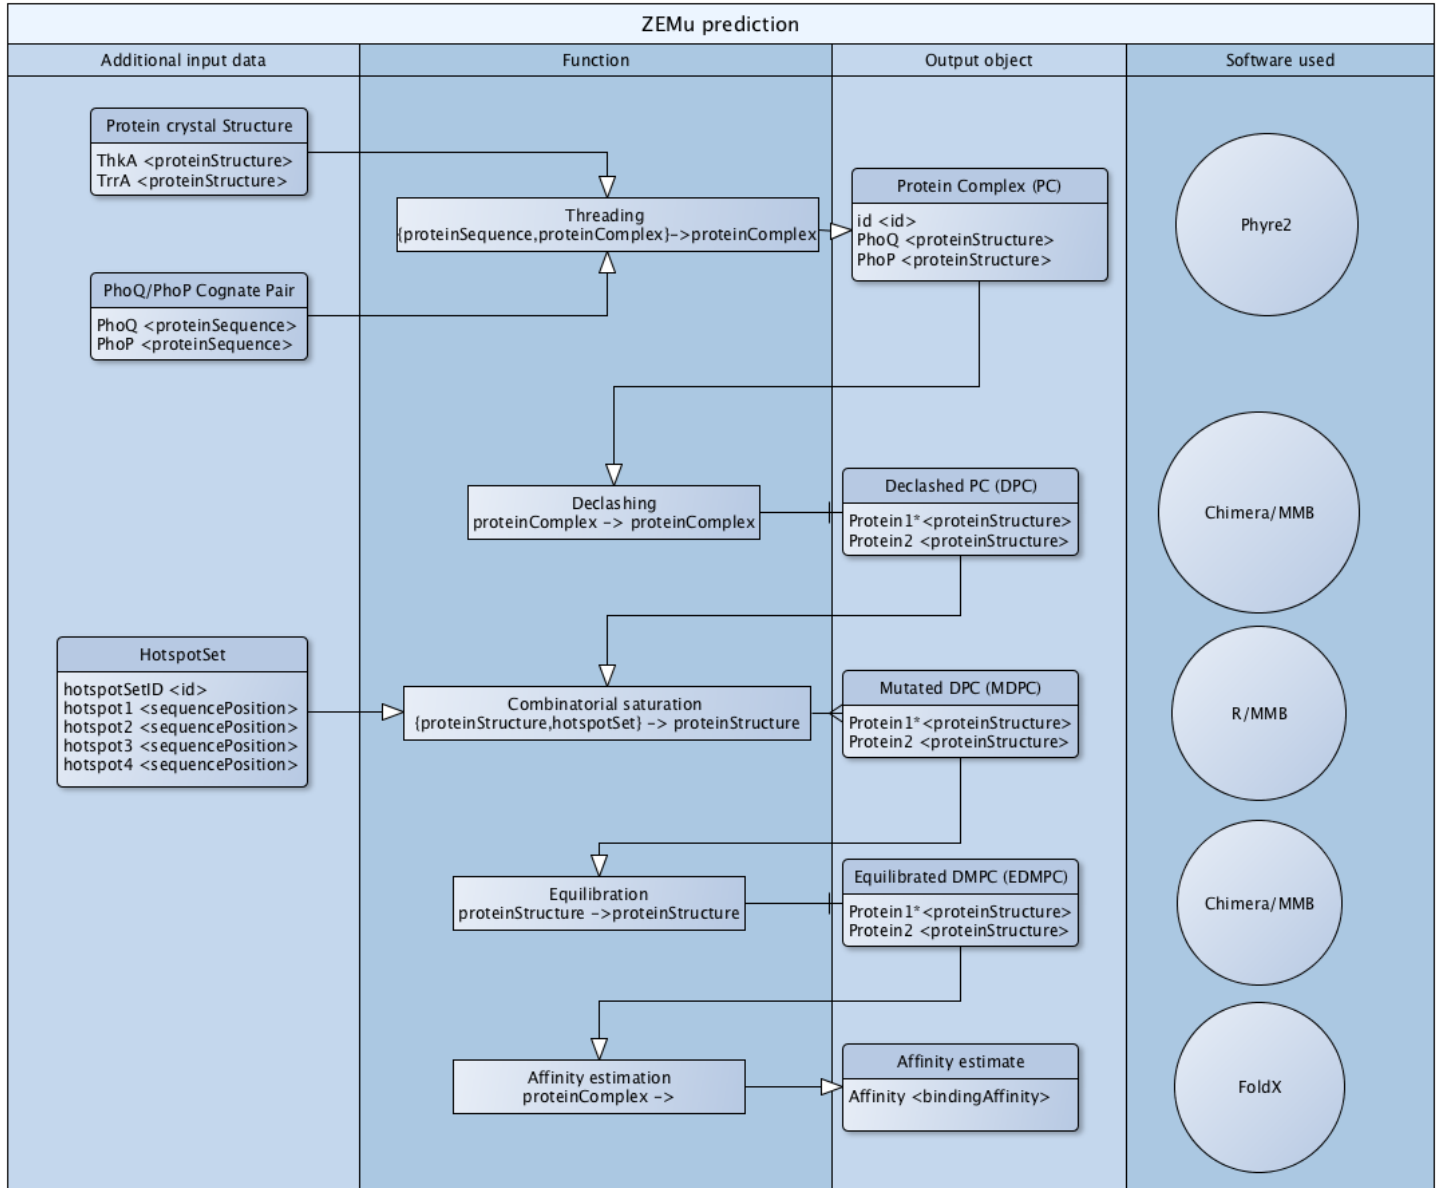 ZEMu prediction
Additional input data
Function
Output object
Software used
Protein crystal Structure
ThkA <proteinStructure>
TrrA <proteinStructure>
Threading
{proteinSequence,proteinComplex}->proteinComplex
Protein Complex (PC)
id <id>
PhoQ <proteinStructure>
PhoP <proteinStructure>
Phyre2
PhoQ/PhoP Cognate Pair
PhoQ <proteinSequence>
PhoP <proteinSequence>
Declashing
proteinComplex -> proteinComplex
Declashed PC (DPC)
Protein1*<proteinStructure>
Protein2 <proteinStructure>
Chimera/MMB
HotspotSet
hotspotSetID <id>
hotspot1 <sequencePosition>
hotspot2 <sequencePosition>
hotspot3 <sequencePosition>
hotspot4 <sequencePosition>
Combinatorial saturation
{proteinStructure,hotspotSet} -> proteinStructure
Mutated DPC (MDPC)
Protein1*<proteinStructure>
Protein2 <proteinStructure>
R/MMB
Equilibration
proteinStructure ->proteinStructure
Equilibrated DMPC (EDMPC)
Protein1*<proteinStructure>
Protein2 <proteinStructure>
Chimera/MMB
Affinity estimation
proteinComplex ->
Affinity estimate
Affinity <bindingAffinity>
FoldX